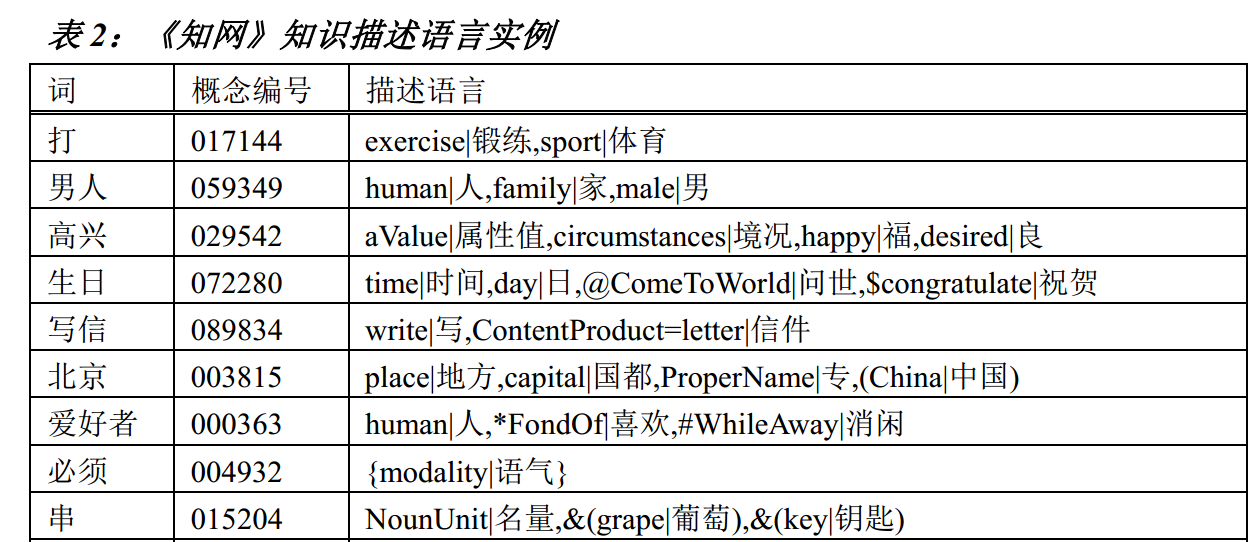 表 2：《知网》知识描述语言实例
词 概念编号 描述语言
打 017144 exercise|锻练,sport|体育
男人 059349 human|人,family|家,male|男
高兴 029542 aValue|属性值,circumstances|境况,happy|福,desired|良
生日 072280 time|时间,day|日,@ComeToWorld|问世,$congratulate|祝贺
写信 089834 write|写,ContentProduct=letter|信件
北京 003815 place|地方,capital|国都,ProperName|专,(China|中国)
爱好者 000363 human|人,*FondOf|喜欢,#WhileAway|消闲
必须 004932 {modality|语气}
串 015204 NounUnit|名量,&(grape|葡萄),&(key|钥匙)